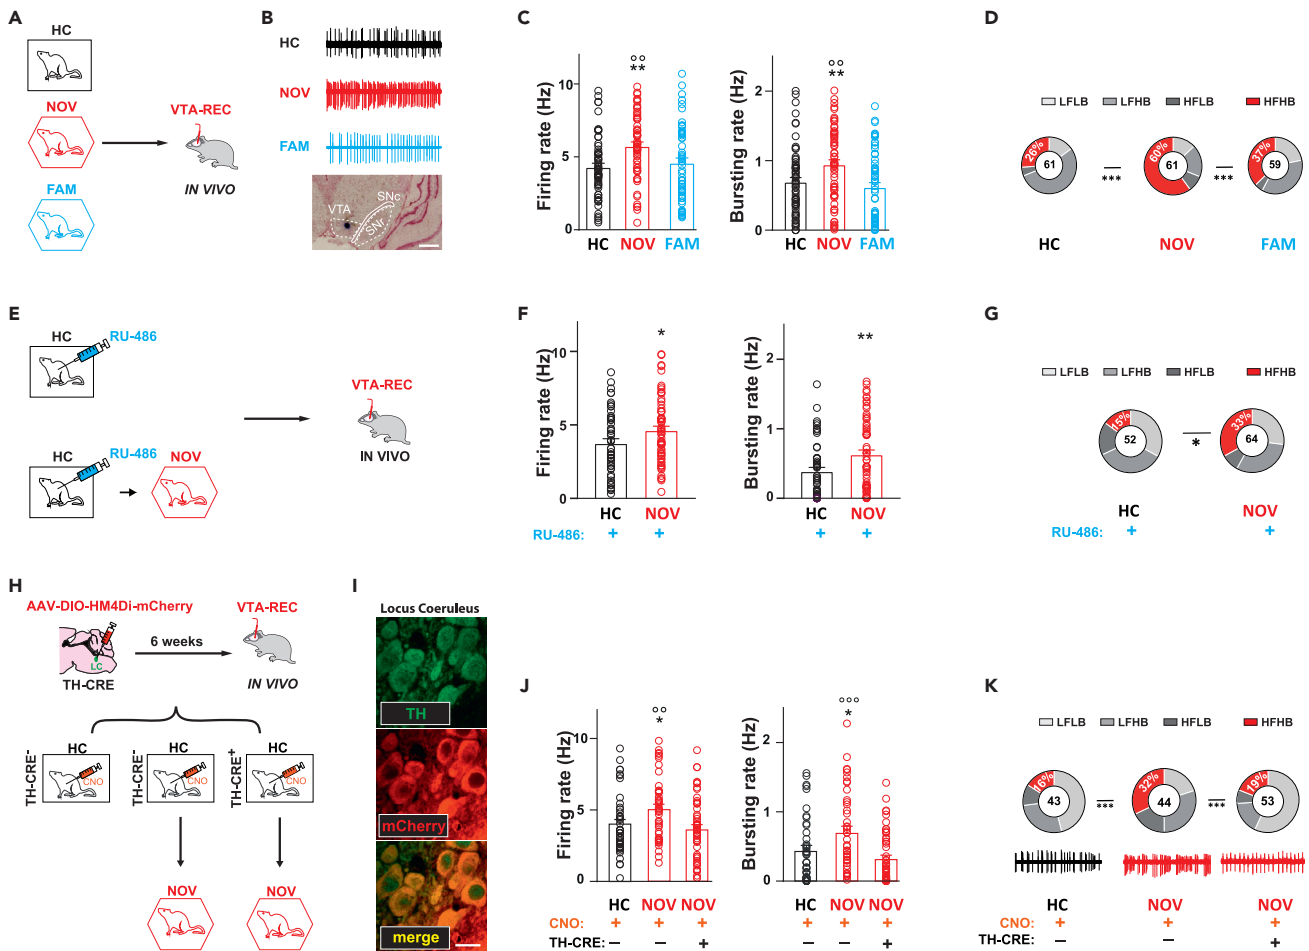 A
HC
NOV
FAM
VTA-REC
IN VIVO
B
HC
NOV
FAM
VTA
SNc
SNr
C
Firing rate (Hz)
10
5
0
°°
**
HC NOV FAM
Bursting rate (Hz)
2
1
0
°°
**
HC NOV FAM
D
LFLB LFHB HFLB HFHB
26% 60% 37%
61 61 59
*** ***
HC NOV FAM
E
HC
RU-486
HC
RU-486
NOV
VTA-REC
IN VIVO
F
Firing rate (Hz)
10
5
0
*
HC NOV
RU-486: + +
Bursting rate (Hz)
2
1
0
**
HC NOV
+ +
G
LFLB LFHB HFLB HFHB
15% 33%
52 64
*
HC NOV
RU-486: + +
H
AAV-DIO-HM4Di-mCherry
VTA-REC
6 weeks
LC
TH-CRE
IN VIVO
TH-CRE-
HC
CNO
TH-CRE-
HC
CNO
TH-CRE+
HC
CNO
NOV NOV
I
Locus Coeruleus
TH
mCherry
merge
J
Firing rate (Hz)
10
5
0
°°
*
HC NOV NOV
CNO: + + +
TH-CRE: − − +
Bursting rate (Hz)
2
1
0
°°°
*
HC NOV NOV
+ + +
− − +
K
LFLB LFHB HFLB HFHB
16% 32% 19%
43 44 53
*** ***
HC NOV NOV
CNO: + + +
TH-CRE: − − +